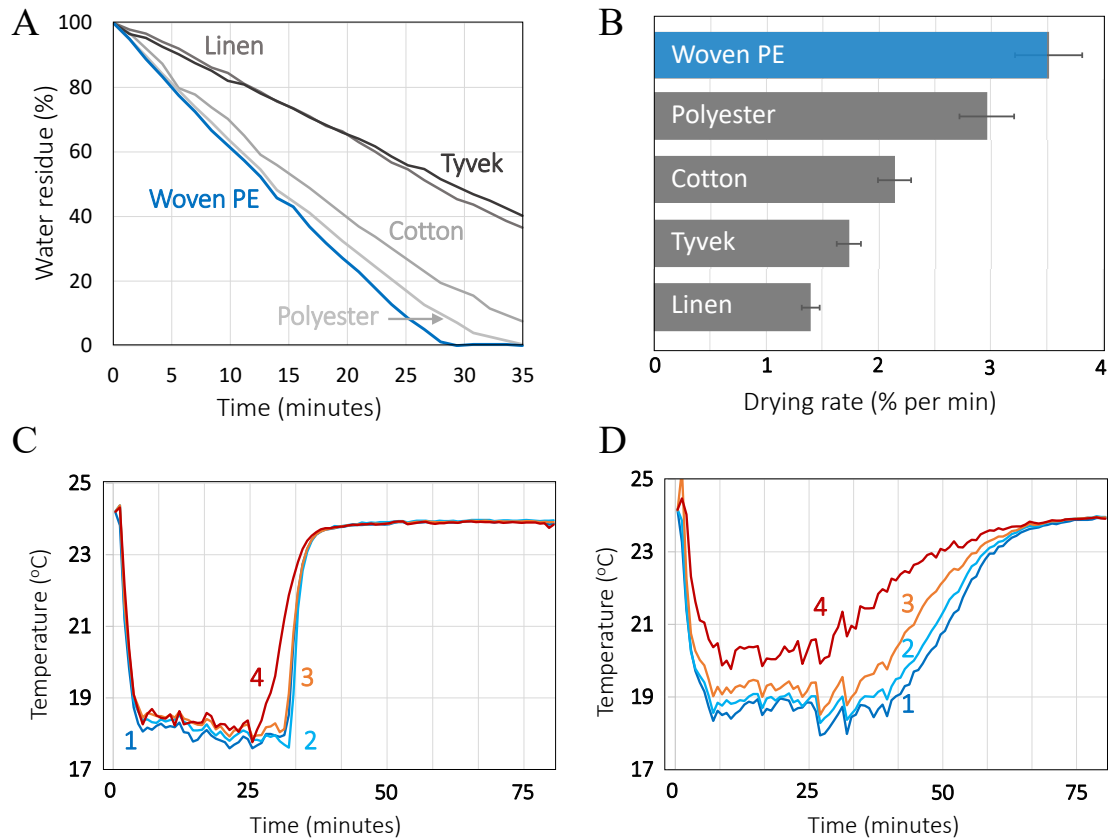 A
100
80
60
40
20
0
Water residue (%)
Linen
Tyvek
Woven PE
Cotton
Polyester
0 5 10 15 20 25 30 35
Time (minutes)
B
Woven PE
Polyester
Cotton
Tyvek
Linen
0 1 2 3 4
Drying rate (% per min)
C
25
23
21
19
17
Temperature (oC)
4
3
1
2
0 25 50 75
Time (minutes)
D
25
23
21
19
17
Temperature (oC)
4
3
2
1
0 25 50 75
Time (minutes)